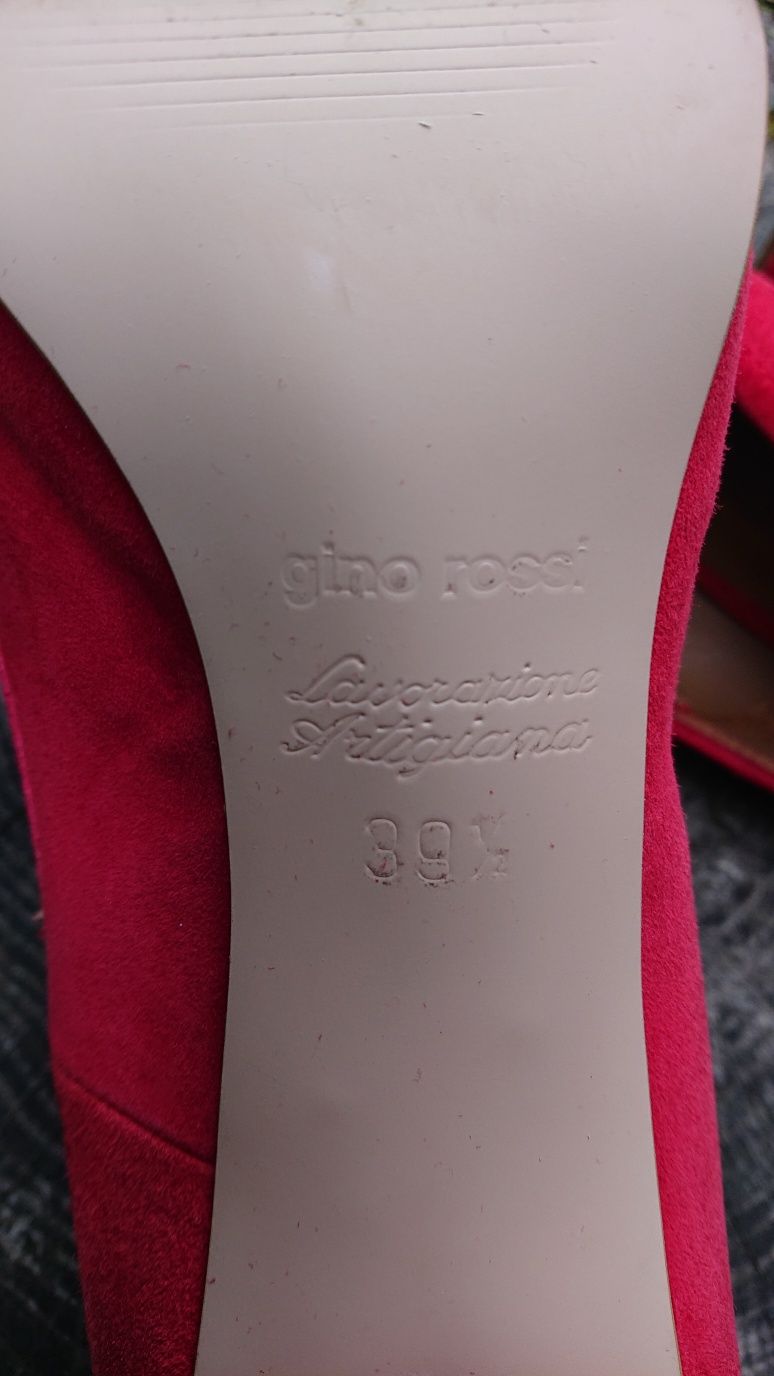 gino rossi
Lavorazione
Artigiana
39½